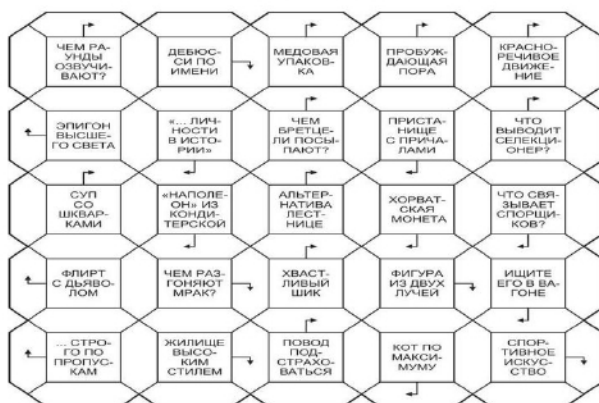 ЧЕМ РА-
УНДЫ
ОЗВУЧИ-
ВАЮТ?
ДЕБЮС-
СИ ПО
ИМЕНИ
МЕДОВАЯ
УПАКОВ-
КА
ПРОБУЖ-
ДАЮЩАЯ
ПОРА
КРАСНО-
РЕЧИВОЕ
ДВИЖЕ-
НИЕ
ЭПИГОН
ВЫСШЕ-
ГО СВЕТА
«... ЛИЧ-
НОСТИ
В ИСТО-
РИИ»
ЧЕМ
БРЕТЦЕ-
ЛИ ПОСЫ-
ПАЮТ?
ПРИСТА-
НИЩЕ
С ПРИЧА-
ЛАМИ
ЧТО
ВЫВОДИТ
СЕЛЕКЦИ-
ОНЕР?
СУП
СО
ШКВАР-
КАМИ
«НАПОЛЕ-
ОН» ИЗ
КОНДИ-
ТЕРСКОЙ
АЛЬТЕР-
НАТИВА
ЛЕСТ-
НИЦЕ
ХОРВАТ-
СКАЯ
МОНЕТА
ЧТО СВЯ-
ЗЫВАЕТ
СПОРЩИ-
КОВ?
ФЛИРТ
С ДЬЯВО-
ЛОМ
ЧЕМ РАЗ-
ГОНЯЮТ
МРАК?
ХВАСТ-
ЛИВЫЙ
ШИК
ФИГУРА
ИЗ ДВУХ
ЛУЧЕЙ
ИЩИТЕ
ЕГО В ВА-
ГОНЕ
... СТРО-
ГО ПО
ПРОПУС-
КАМ
ЖИЛИЩЕ
ВЫСО-
КИМ
СТИЛЕМ
ПОВОД
ПОД-
СТРАХО-
ВАТЬСЯ
КОТ ПО
МАКСИ-
МУМУ
СПОР-
ТИВНОЕ
ИСКУС-
СТВО